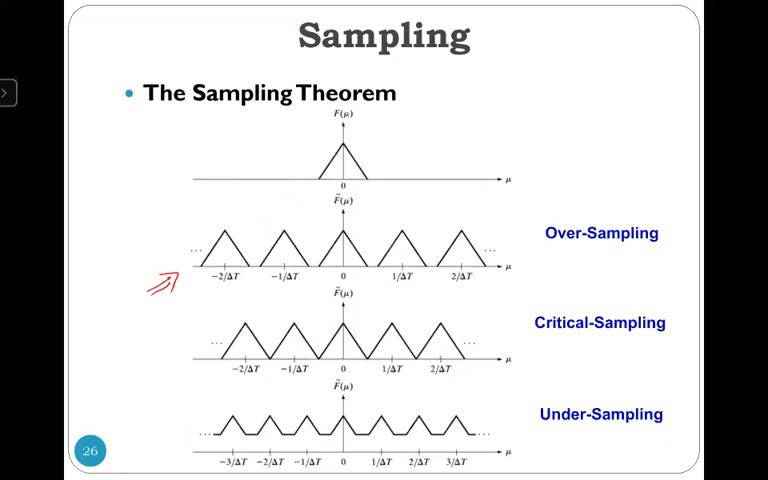 Sampling
• The Sampling Theorem
F(μ)
μ
0
F̃(μ)
Over-Sampling
... ...
μ
−2/ΔT −1/ΔT 0 1/ΔT 2/ΔT
F̃(μ)
Critical-Sampling
... ...
μ
−2/ΔT −1/ΔT 0 1/ΔT 2/ΔT
F̃(μ)
Under-Sampling
... ...
μ
−3/ΔT −2/ΔT −1/ΔT 0 1/ΔT 2/ΔT 3/ΔT
26